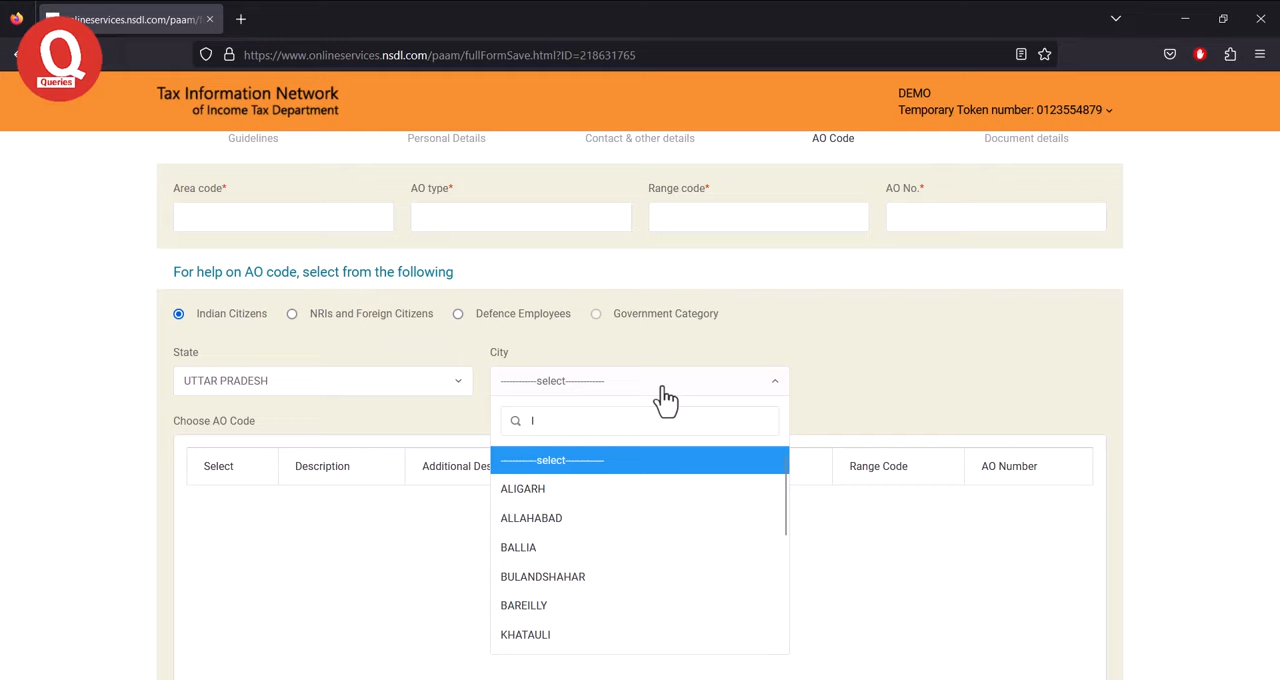 nlineservices.nsdl.com/paam/f
https://www.onlineservices.nsdl.com/paam/fullFormSave.html?ID=218631765
Q
Queries
Tax Information Network
of Income Tax Department
DEMO
Temporary Token number: 0123554879
Guidelines
Personal Details
Contact & other details
AO Code
Document details
Area code*
AO type*
Range code*
AO No.*
For help on AO code, select from the following
Indian Citizens
NRIs and Foreign Citizens
Defence Employees
Government Category
State
City
UTTAR PRADESH
------------select------------
Choose AO Code
l
Select
Description
Additional Des
Range Code
AO Number
------------select------------
ALIGARH
ALLAHABAD
BALLIA
BULANDSHAHAR
BAREILLY
KHATAULI